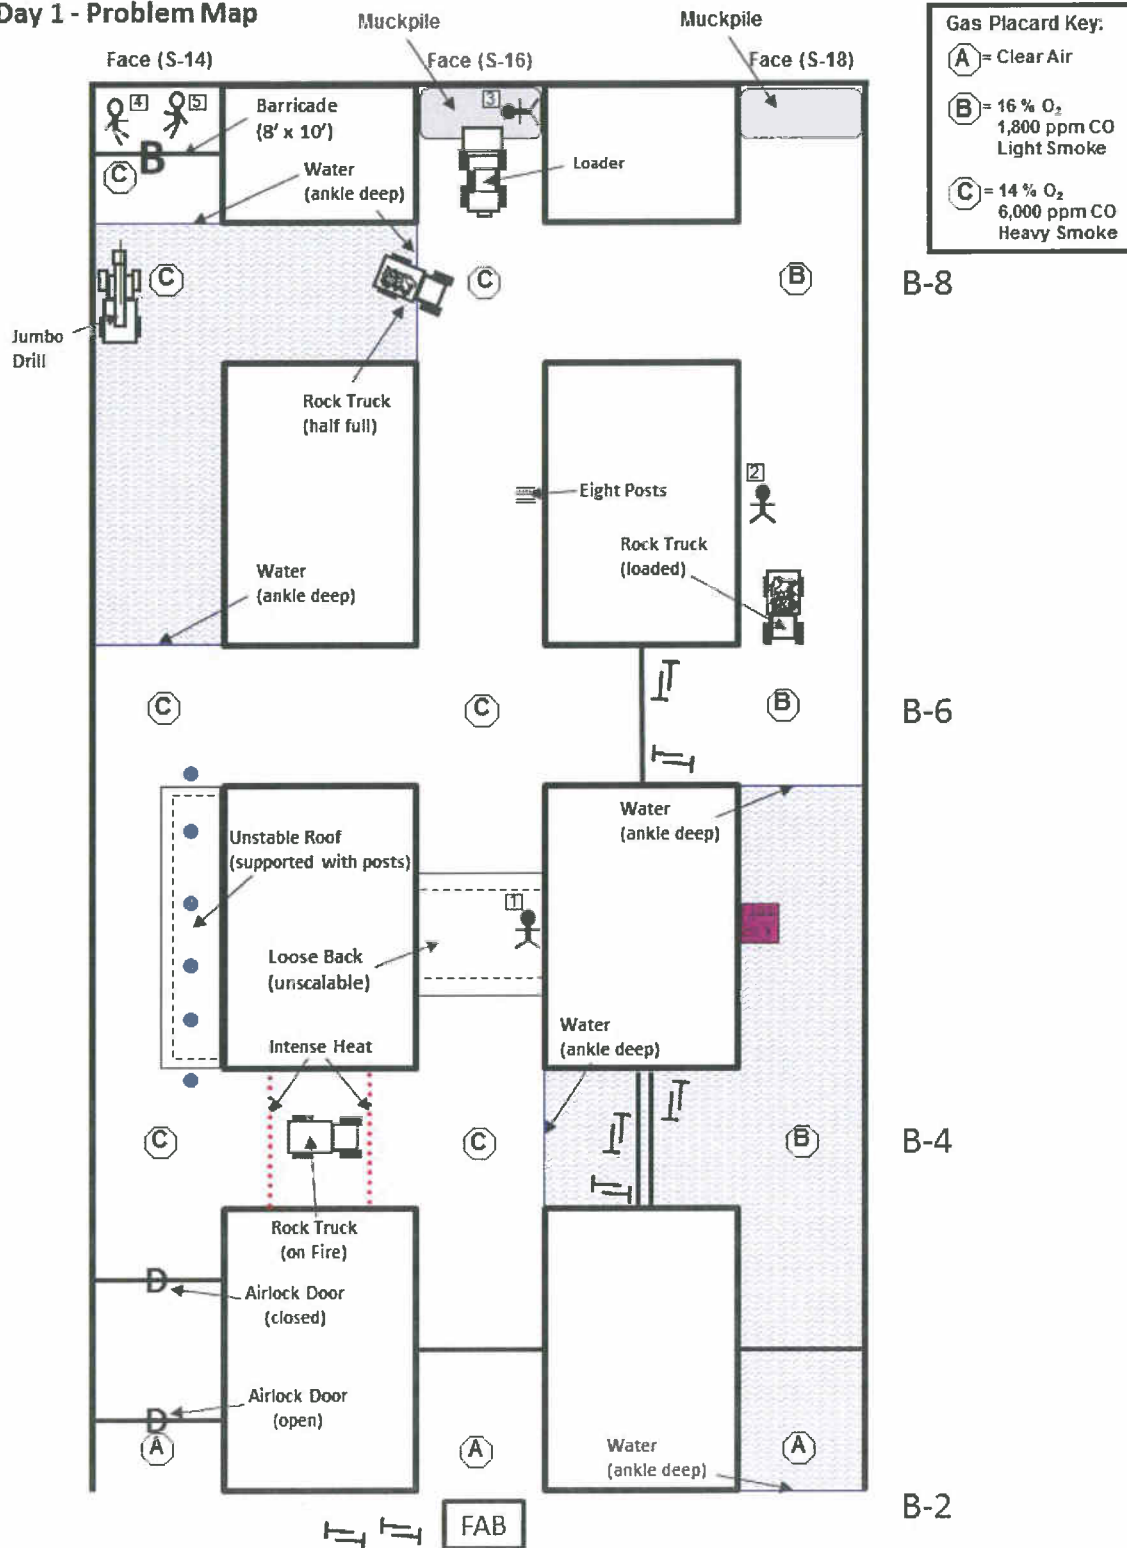 Day 1 - Problem Map
Muckpile
Muckpile
Face (S-14)
Face (S-16)
Face (S-18)
Gas Placard Key:
A = Clear Air
B = 16 % O₂
1,800 ppm CO
Light Smoke
C = 14 % O₂
6,000 ppm CO
Heavy Smoke
4
5
Barricade
(8' x 10')
3
B
C
Water
(ankle deep)
Loader
C
C
B
B-8
Jumbo
Drill
Rock Truck
(half full)
2
Eight Posts
Rock Truck
(loaded)
Water
(ankle deep)
C
C
B
B-6
Water
(ankle deep)
Unstable Roof
(supported with posts)
1
Loose Back
(unscalable)
Water
(ankle deep)
Intense Heat
C
C
B
B-4
Rock Truck
(on Fire)
D
Airlock Door
(closed)
Airlock Door
(open)
D
A
A
A
Water
(ankle deep)
B-2
FAB